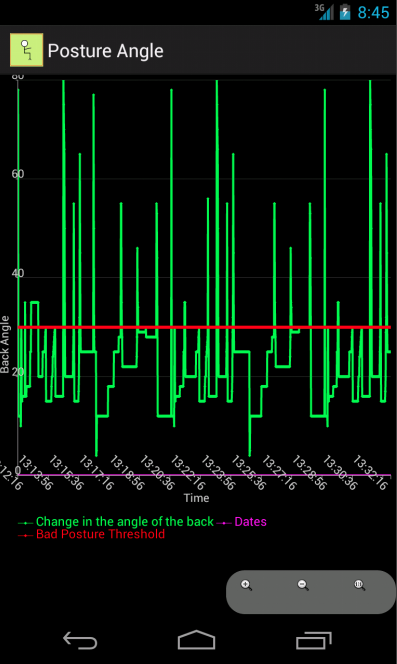 3G 8:45
Posture Angle
80
60
40
20
0
Back Angle
13:13:56
13:15:36
13:17:16
13:18:56
13:20:36
13:22:16
13:23:56
13:25:36
13:27:16
13:28:56
13:30:36
13:32:16
Time
Change in the angle of the back Dates
Bad Posture Threshold